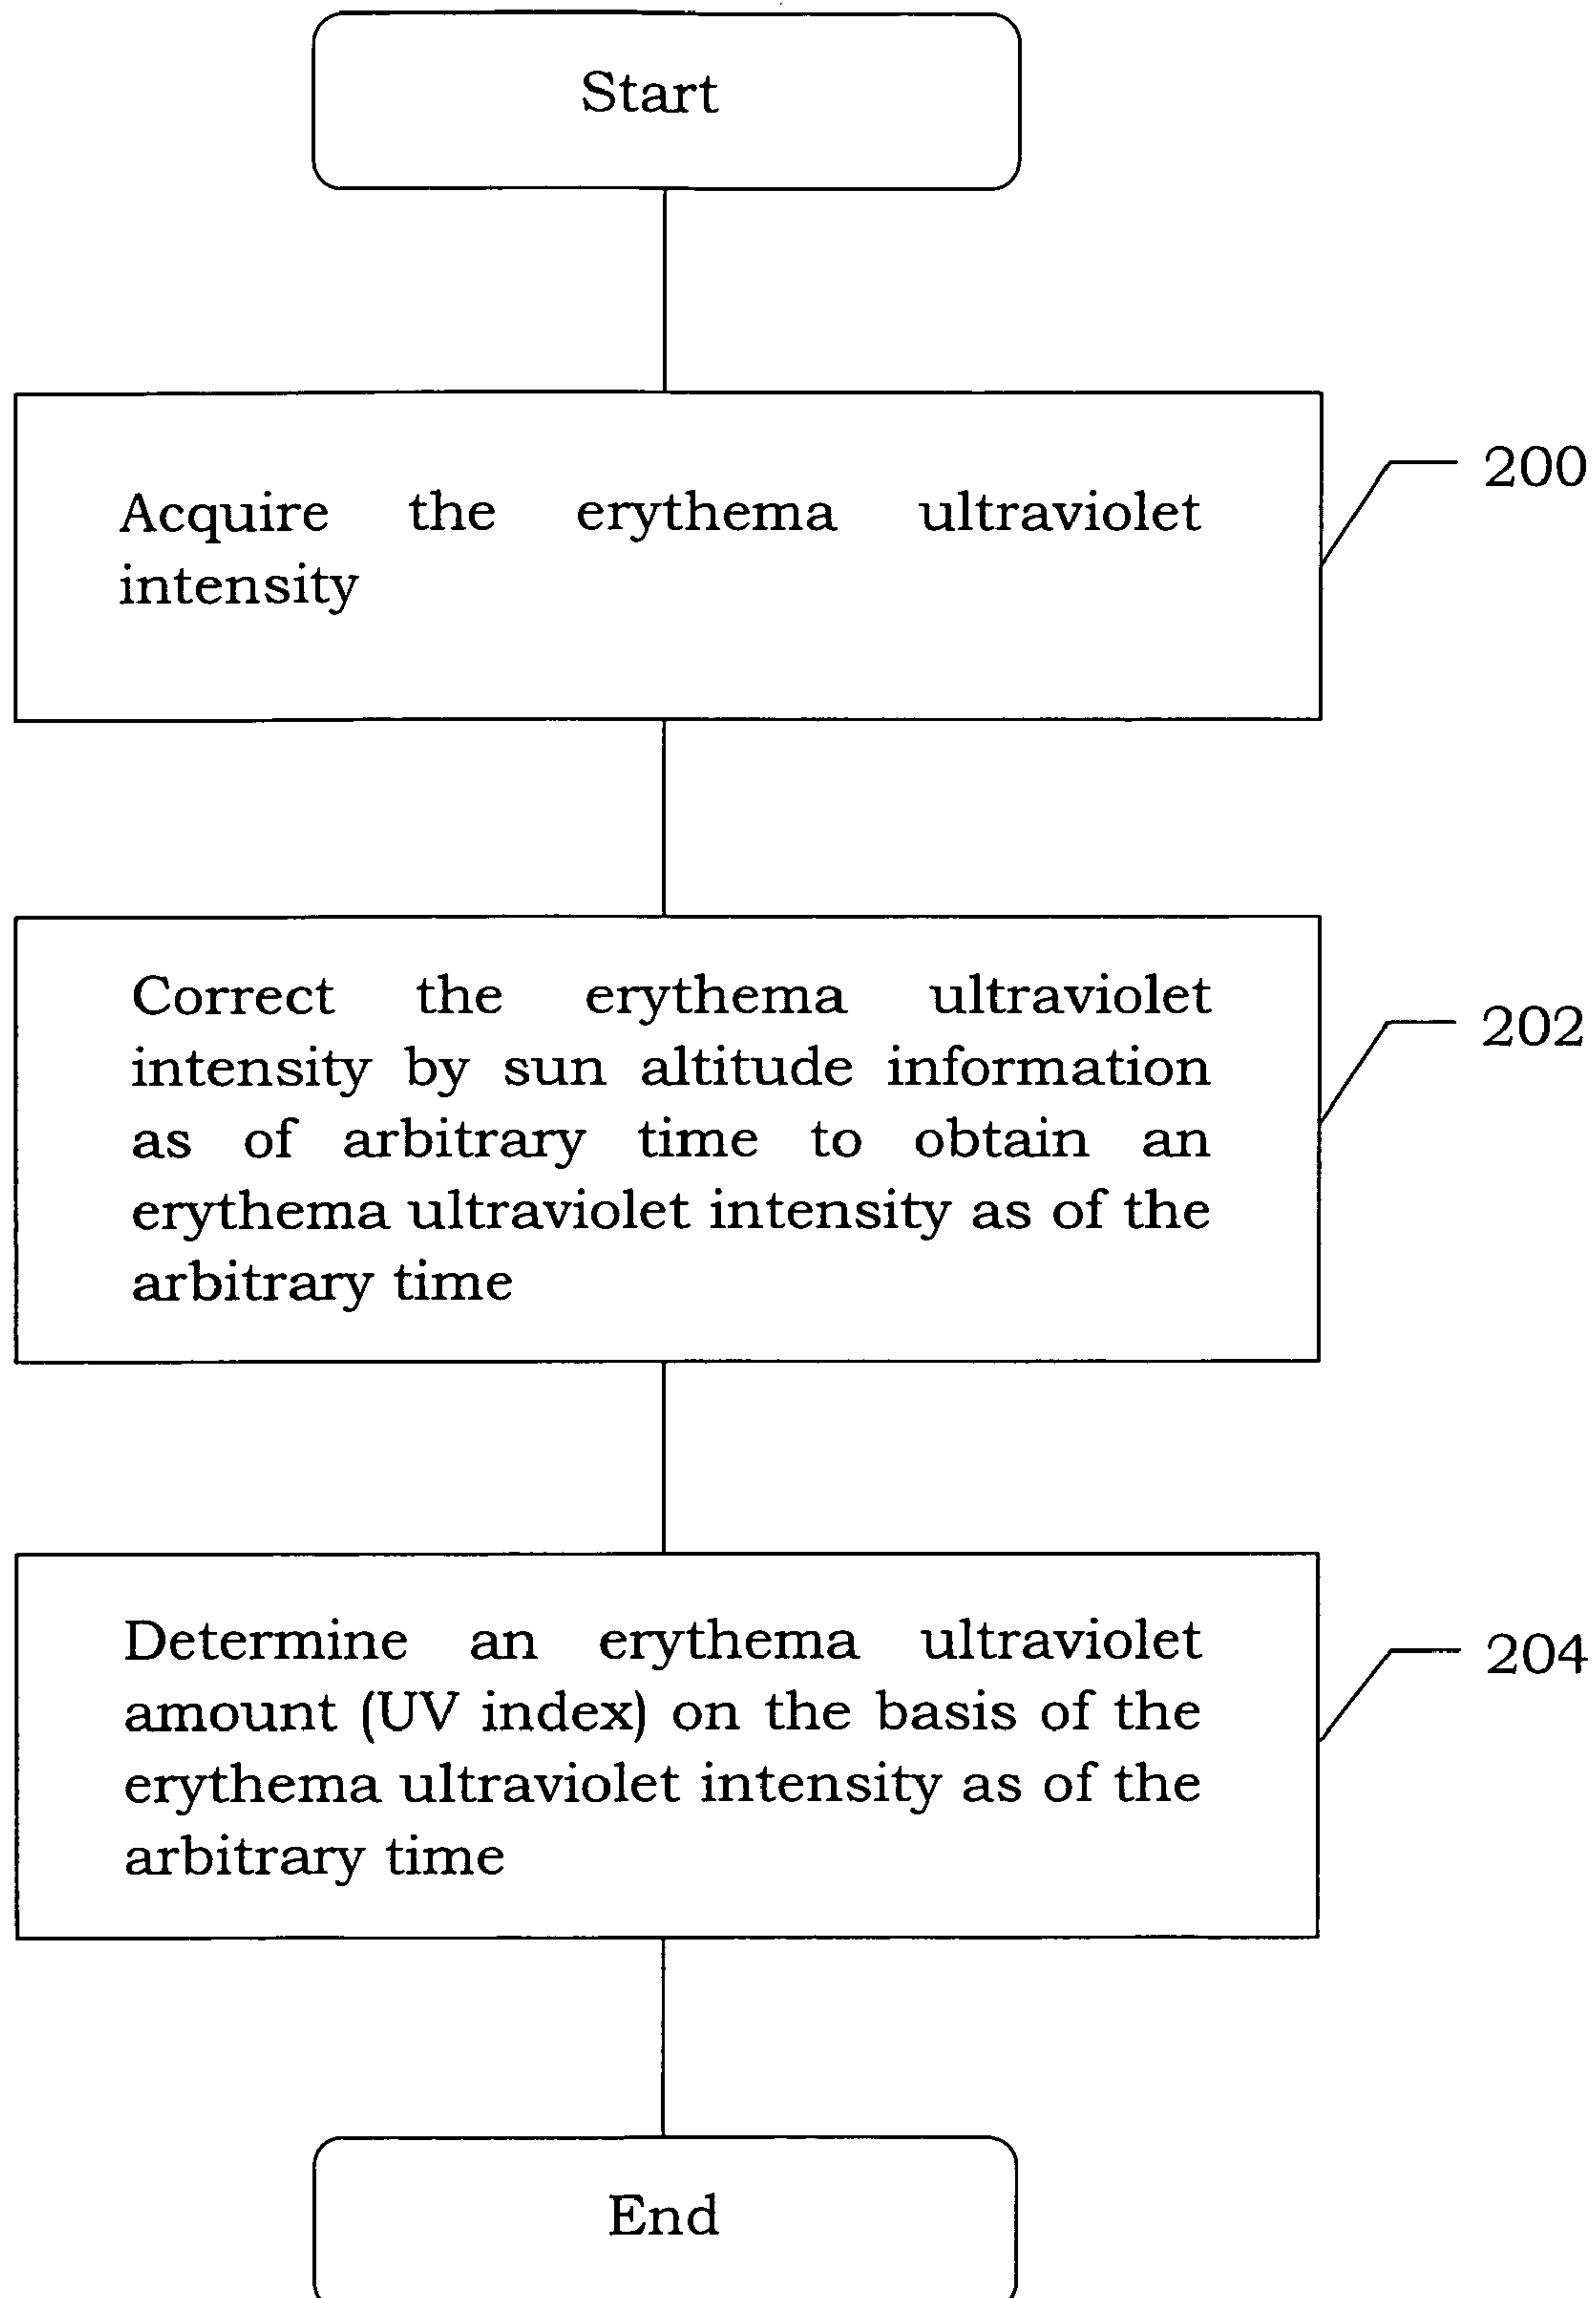 Start
Acquire the erythema ultraviolet
intensity
200
Correct the erythema ultraviolet
intensity by sun altitude information
as of arbitrary time to obtain an
erythema ultraviolet intensity as of the
arbitrary time
202
Determine an erythema ultraviolet
amount (UV index) on the basis of the
erythema ultraviolet intensity as of the
arbitrary time
204
End